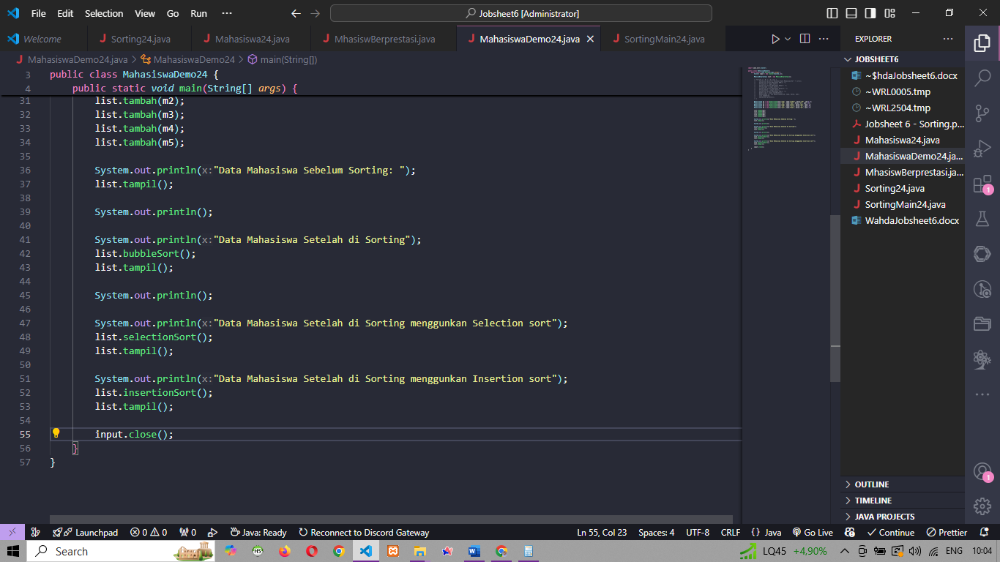 File Edit Selection View Go Run ··· Jobsheet6 [Administrator]
Welcome Sorting24.java Mahasiswa24.java MhasiswBerprestasi.java MahasiswaDemo24.java SortingMain24.java
MahasiswaDemo24.java > MahasiswaDemo24 > main(String[])
3 public class MahasiswaDemo24 {
4 public static void main(String[] args) {
31 list.tambah(m2);
32 list.tambah(m3);
33 list.tambah(m4);
34 list.tambah(m5);
35
36 System.out.println(x:"Data Mahasiswa Sebelum Sorting: ");
37 list.tampil();
38
39 System.out.println();
40
41 System.out.println(x:"Data Mahasiswa Setelah di Sorting");
42 list.bubbleSort();
43 list.tampil();
44
45 System.out.println();
46
47 System.out.println(x:"Data Mahasiswa Setelah di Sorting menggunkan Selection sort");
48 list.selectionSort();
49 list.tampil();
50
51 System.out.println(x:"Data Mahasiswa Setelah di Sorting menggunkan Insertion sort");
52 list.insertionSort();
53 list.tampil();
54
55 input.close();
56 }
57 }
EXPLORER ···
JOBSHEET6
~$hdaJobsheet6.docx
~WRL0005.tmp
~WRL2504.tmp
Jobsheet 6 - Sorting.p...
Mahasiswa24.java
MahasiswaDemo24.ja...
MhasiswBerprestasi.ja...
Sorting24.java
SortingMain24.java
WahdaJobsheet6.docx
OUTLINE
TIMELINE
JAVA PROJECTS
1
1
Launchpad 0 0 0 Java: Ready Reconnect to Discord Gateway Ln 55, Col 23 Spaces: 4 UTF-8 CRLF {} Java Go Live Continue Prettier
Search LQ45 +4,90% ENG 10:04